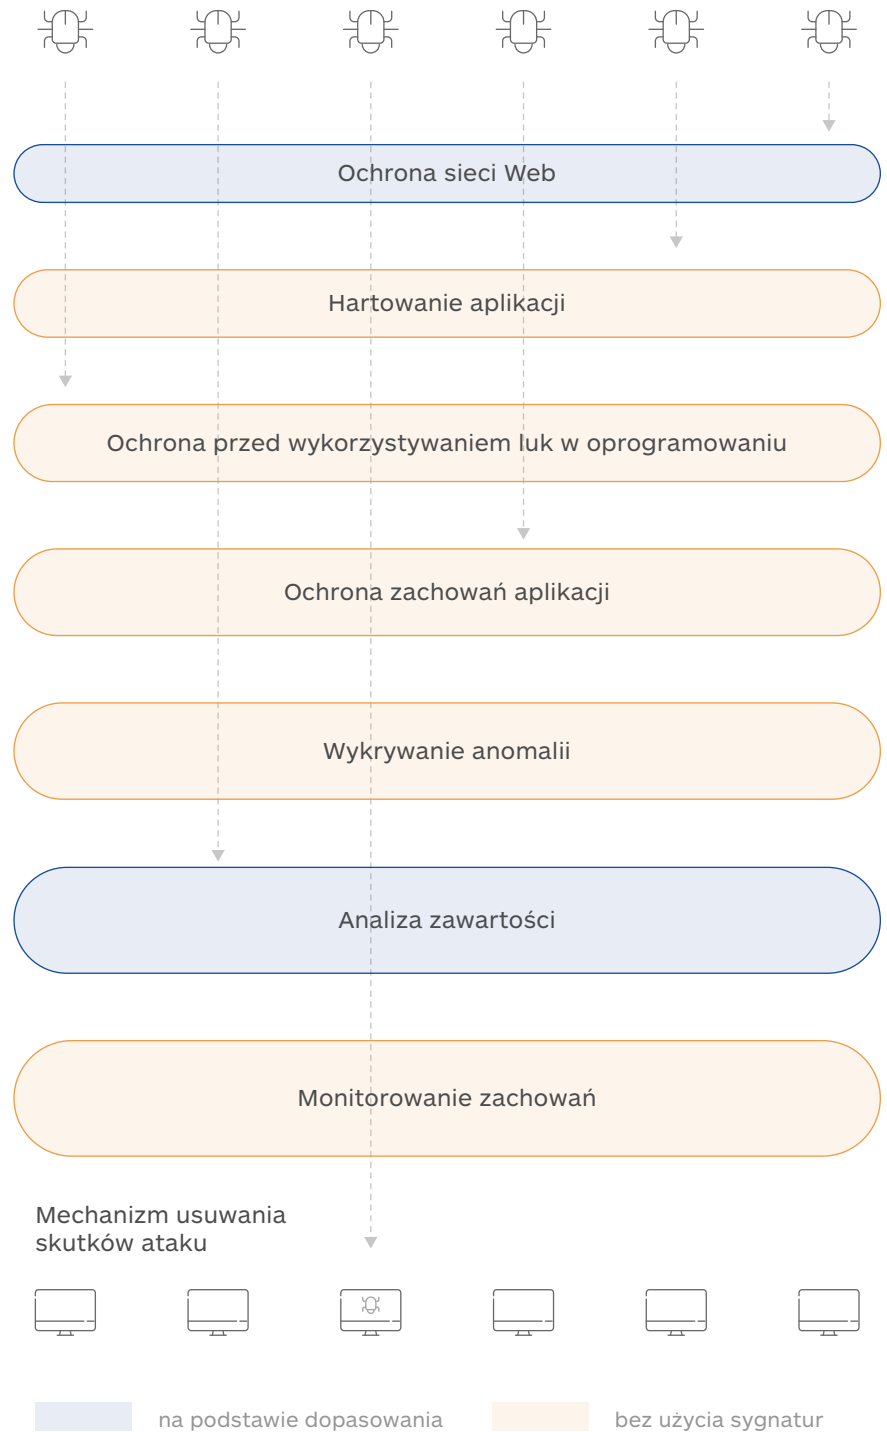 Ochrona sieci Web
Hartowanie aplikacji
Ochrona przed wykorzystywaniem luk w oprogramowaniu
Ochrona zachowań aplikacji
Wykrywanie anomalii
Analiza zawartości
Monitorowanie zachowań
Mechanizm usuwania
skutków ataku
na podstawie dopasowania
bez użycia sygnatur